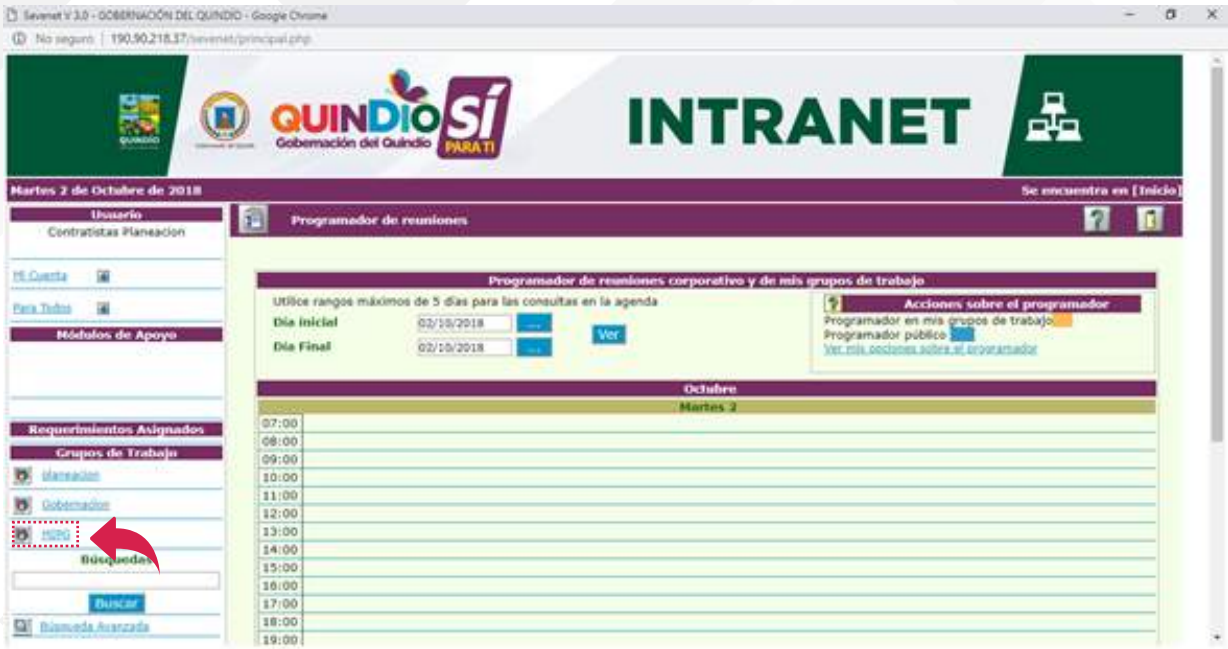 Sevenet V 3.0 - GOBERNACIÓN DEL QUINDIO - Google Chrome
No seguro | 190.90.218.37/sevenet/principal.php
QUINDIO
QUINDIO SÍ
Gobernación del Quindío PARA TI
INTRANET
Martes 2 de Octubre de 2018
Se encuentra en [Inicio]
Usuario
Contratistas Planeacion
Mi Cuenta
Para Todos
Módulos de Apoyo
Requerimientos Asignados
Grupos de Trabajo
planeacion
Gobernacion
MIPG
Búsquedas
Buscar
Búsqueda Avanzada
Programador de reuniones
Programador de reuniones corporativo y de mis grupos de trabajo
Utilice rangos máximos de 5 días para las consultas en la agenda
Dia inicial 02/10/2018 ...
Dia Final 02/10/2018 ...
Ver
Acciones sobre el programador
Programador en mis grupos de trabajo
Programador público
Ver mis opciones sobre el programador
Octubre
Martes 2
07:00
08:00
09:00
10:00
11:00
12:00
13:00
14:00
15:00
16:00
17:00
18:00
19:00